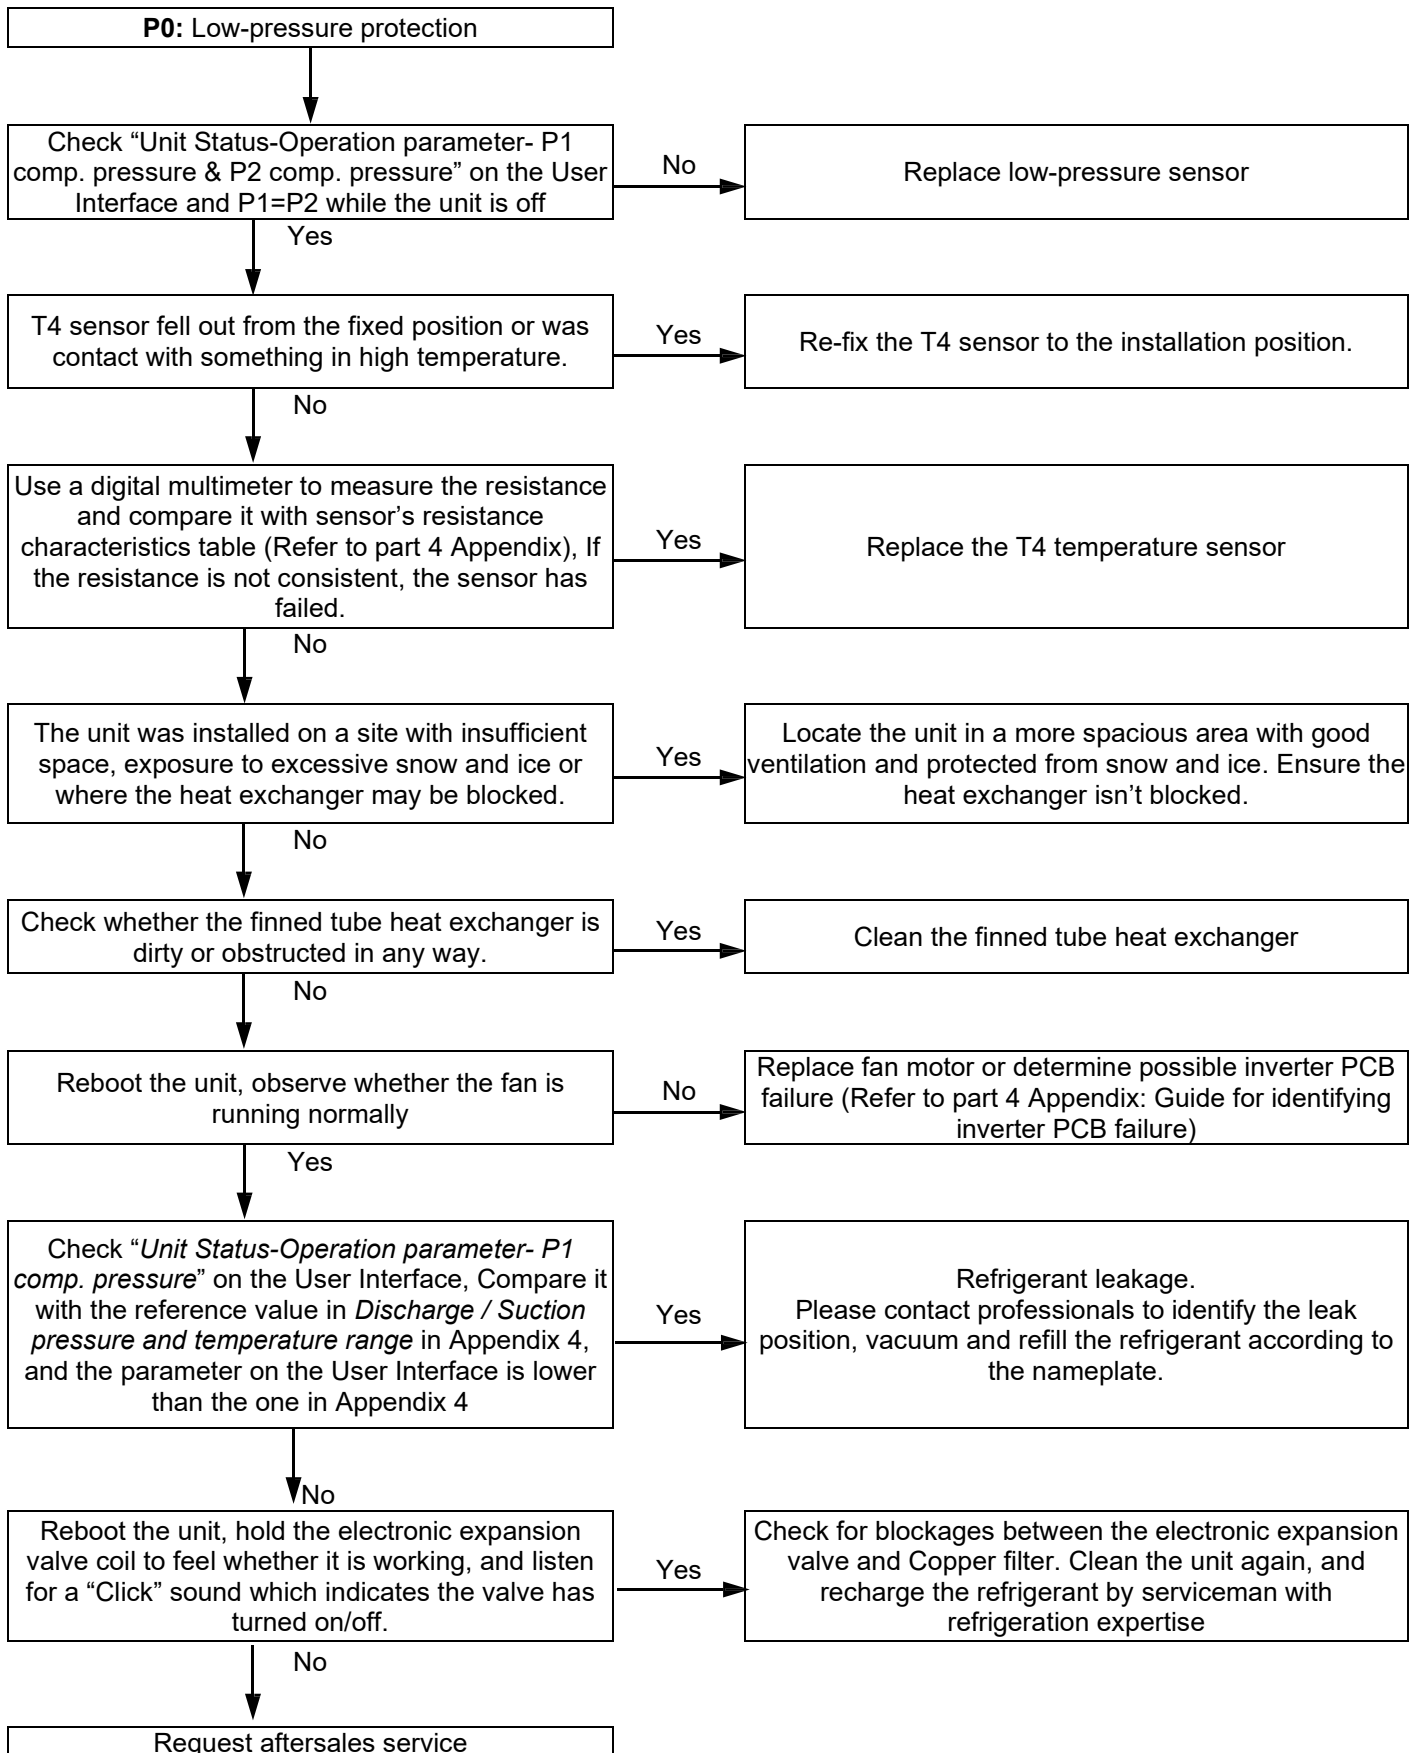 P0: Low-pressure protection
Check “Unit Status-Operation parameter- P1
comp. pressure & P2 comp. pressure” on the User
Interface and P1=P2 while the unit is off
No
Replace low-pressure sensor
Yes
T4 sensor fell out from the fixed position or was
contact with something in high temperature.
Yes
Re-fix the T4 sensor to the installation position.
No
Use a digital multimeter to measure the resistance
and compare it with sensor’s resistance
characteristics table (Refer to part 4 Appendix), If
the resistance is not consistent, the sensor has
failed.
Yes
Replace the T4 temperature sensor
No
The unit was installed on a site with insufficient
space, exposure to excessive snow and ice or
where the heat exchanger may be blocked.
Yes
Locate the unit in a more spacious area with good
ventilation and protected from snow and ice. Ensure the
heat exchanger isn’t blocked.
No
Check whether the finned tube heat exchanger is
dirty or obstructed in any way.
Yes
Clean the finned tube heat exchanger
No
Reboot the unit, observe whether the fan is
running normally
No
Replace fan motor or determine possible inverter PCB
failure (Refer to part 4 Appendix: Guide for identifying
inverter PCB failure)
Yes
Check “Unit Status-Operation parameter- P1
comp. pressure” on the User Interface, Compare it
with the reference value in Discharge / Suction
pressure and temperature range in Appendix 4,
and the parameter on the User Interface is lower
than the one in Appendix 4
Yes
Refrigerant leakage.
Please contact professionals to identify the leak
position, vacuum and refill the refrigerant according to
the nameplate.
No
Reboot the unit, hold the electronic expansion
valve coil to feel whether it is working, and listen
for a “Click” sound which indicates the valve has
turned on/off.
Yes
Check for blockages between the electronic expansion
valve and Copper filter. Clean the unit again, and
recharge the refrigerant by serviceman with
refrigeration expertise
No
Request aftersales service